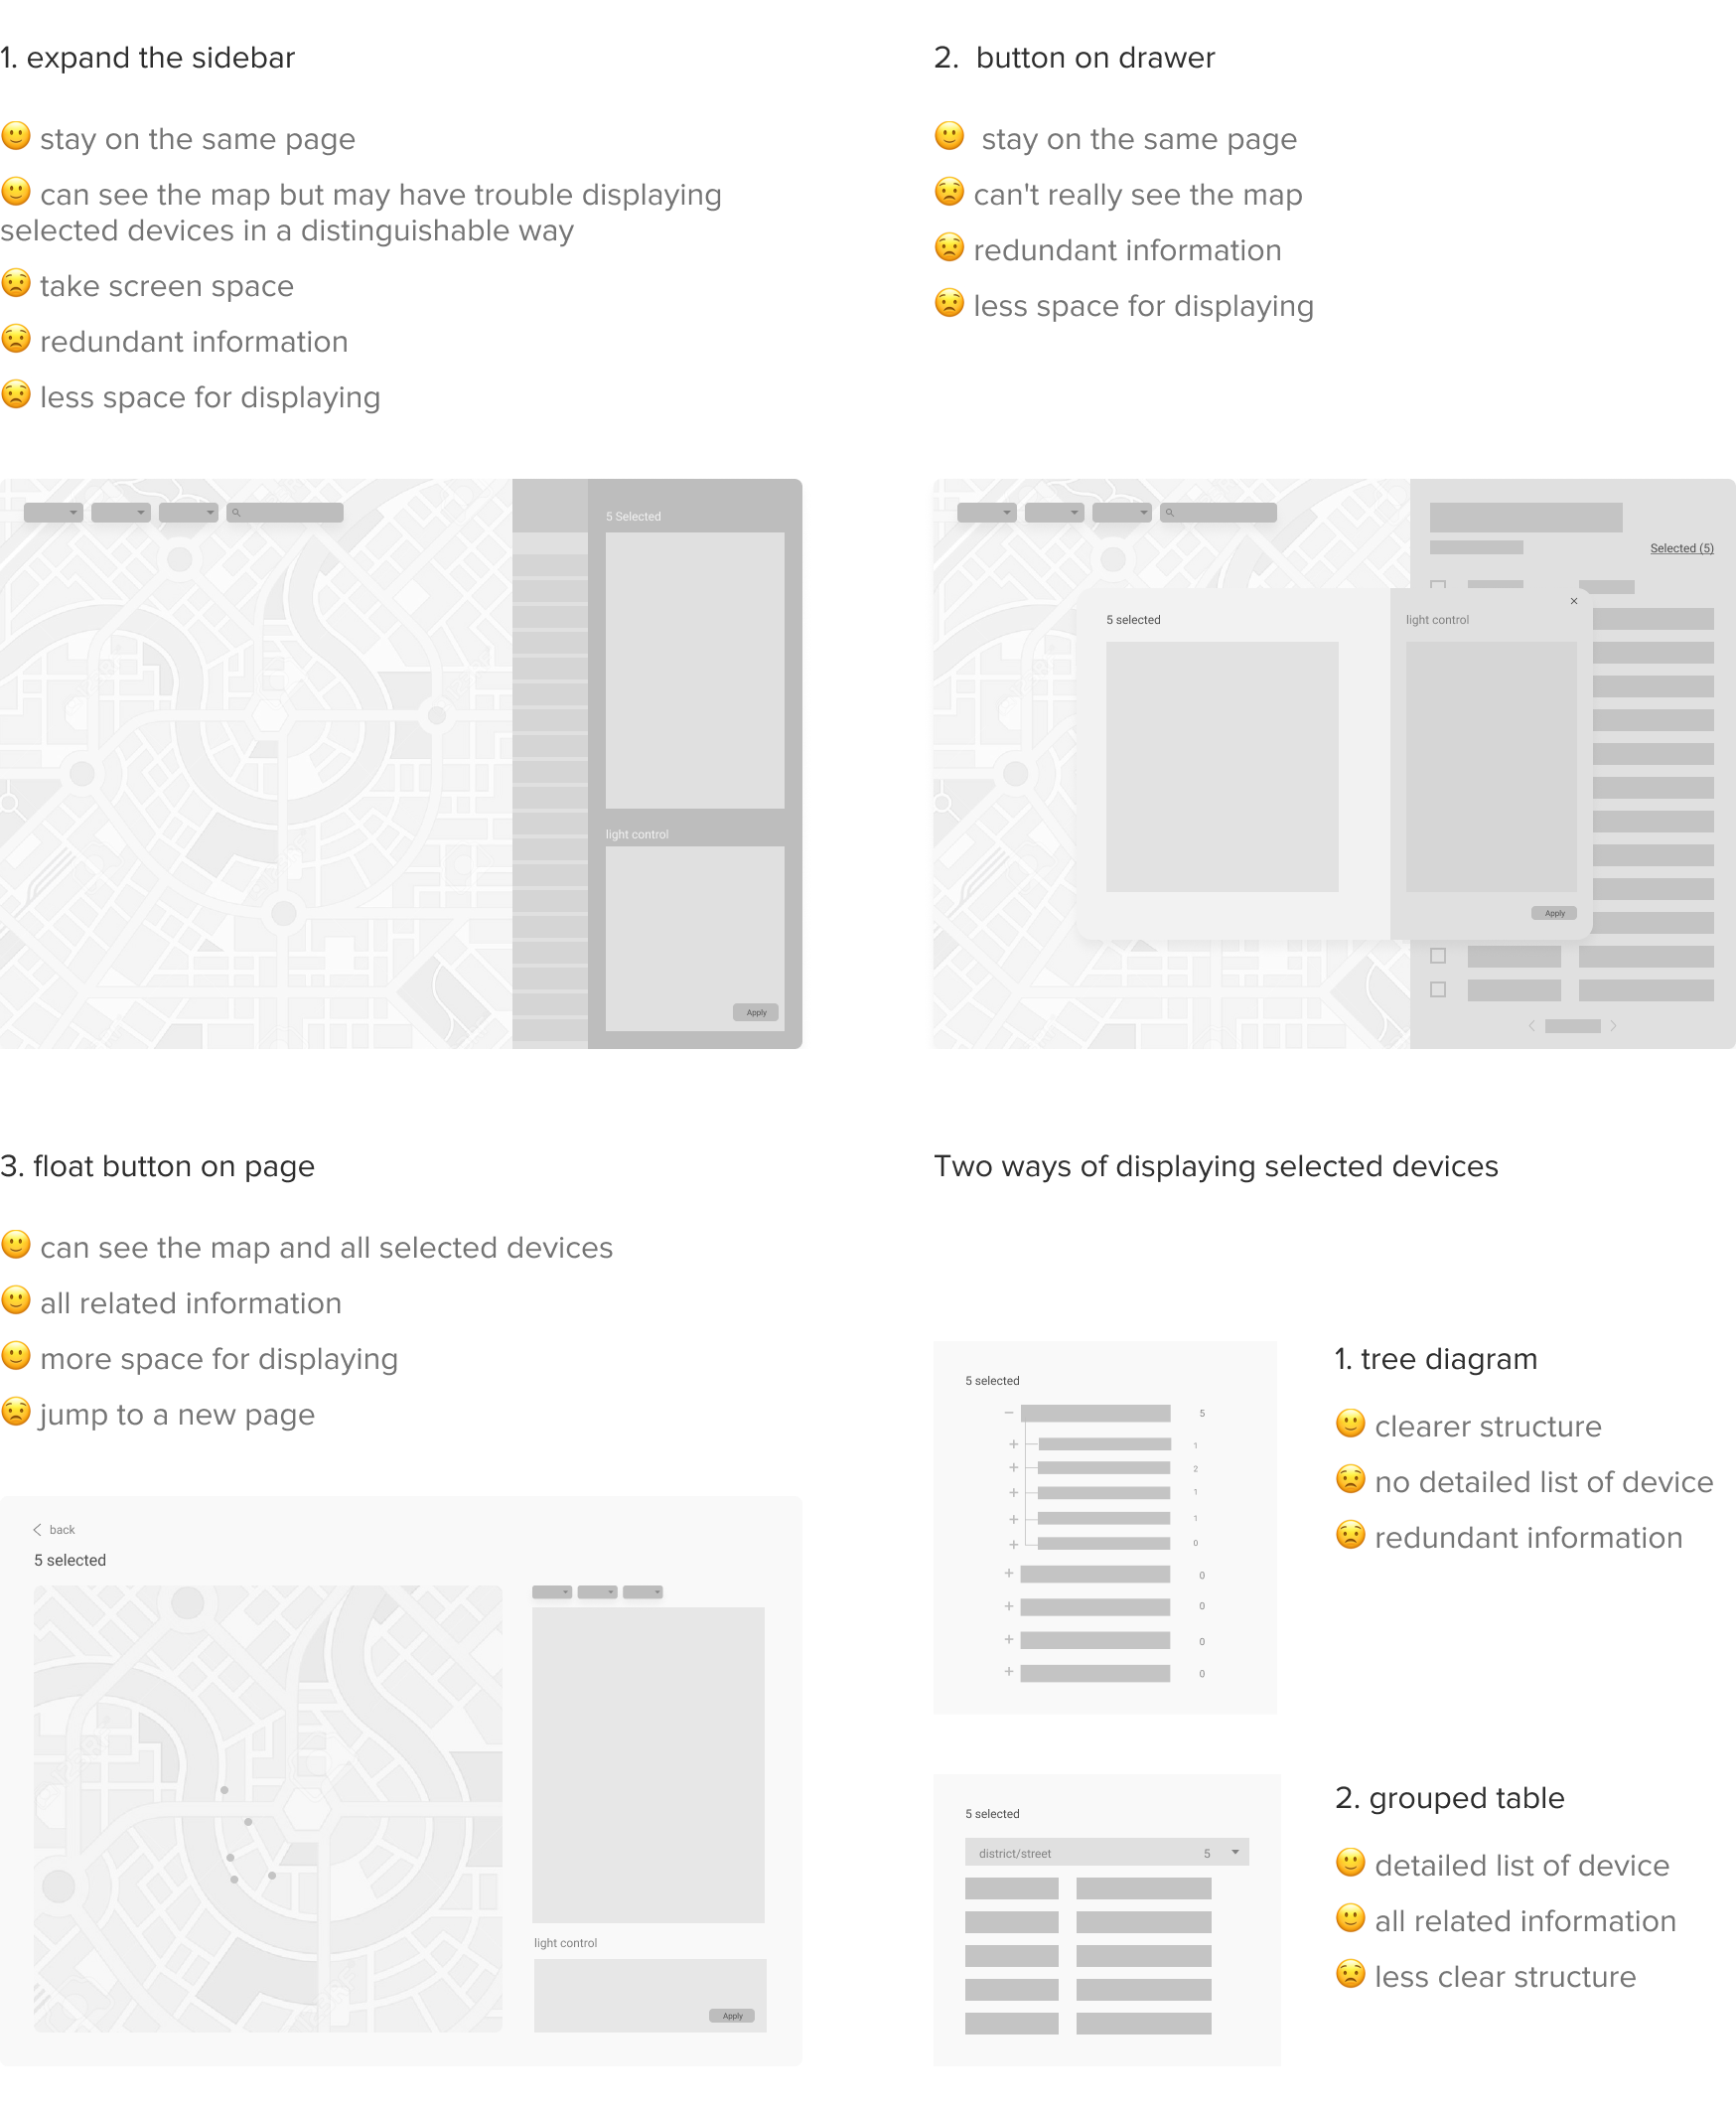 1. expand the sidebar
🙂 stay on the same page
🙂 can see the map but may have trouble displaying
selected devices in a distinguishable way
😟 take screen space
😟 redundant information
😟 less space for displaying
5 Selected
light control
Apply
2. button on drawer
🙂 stay on the same page
😟 can't really see the map
😟 redundant information
😟 less space for displaying
Selected (5)
5 selected
light control
Apply
3. float button on page
🙂 can see the map and all selected devices
🙂 all related information
🙂 more space for displaying
😟 jump to a new page
back
5 selected
light control
Apply
Two ways of displaying selected devices
5 selected
5
1
2
1
1
0
0
0
0
0
1. tree diagram
🙂 clearer structure
😟 no detailed list of device
😟 redundant information
5 selected
district/street 5
2. grouped table
🙂 detailed list of device
🙂 all related information
😟 less clear structure